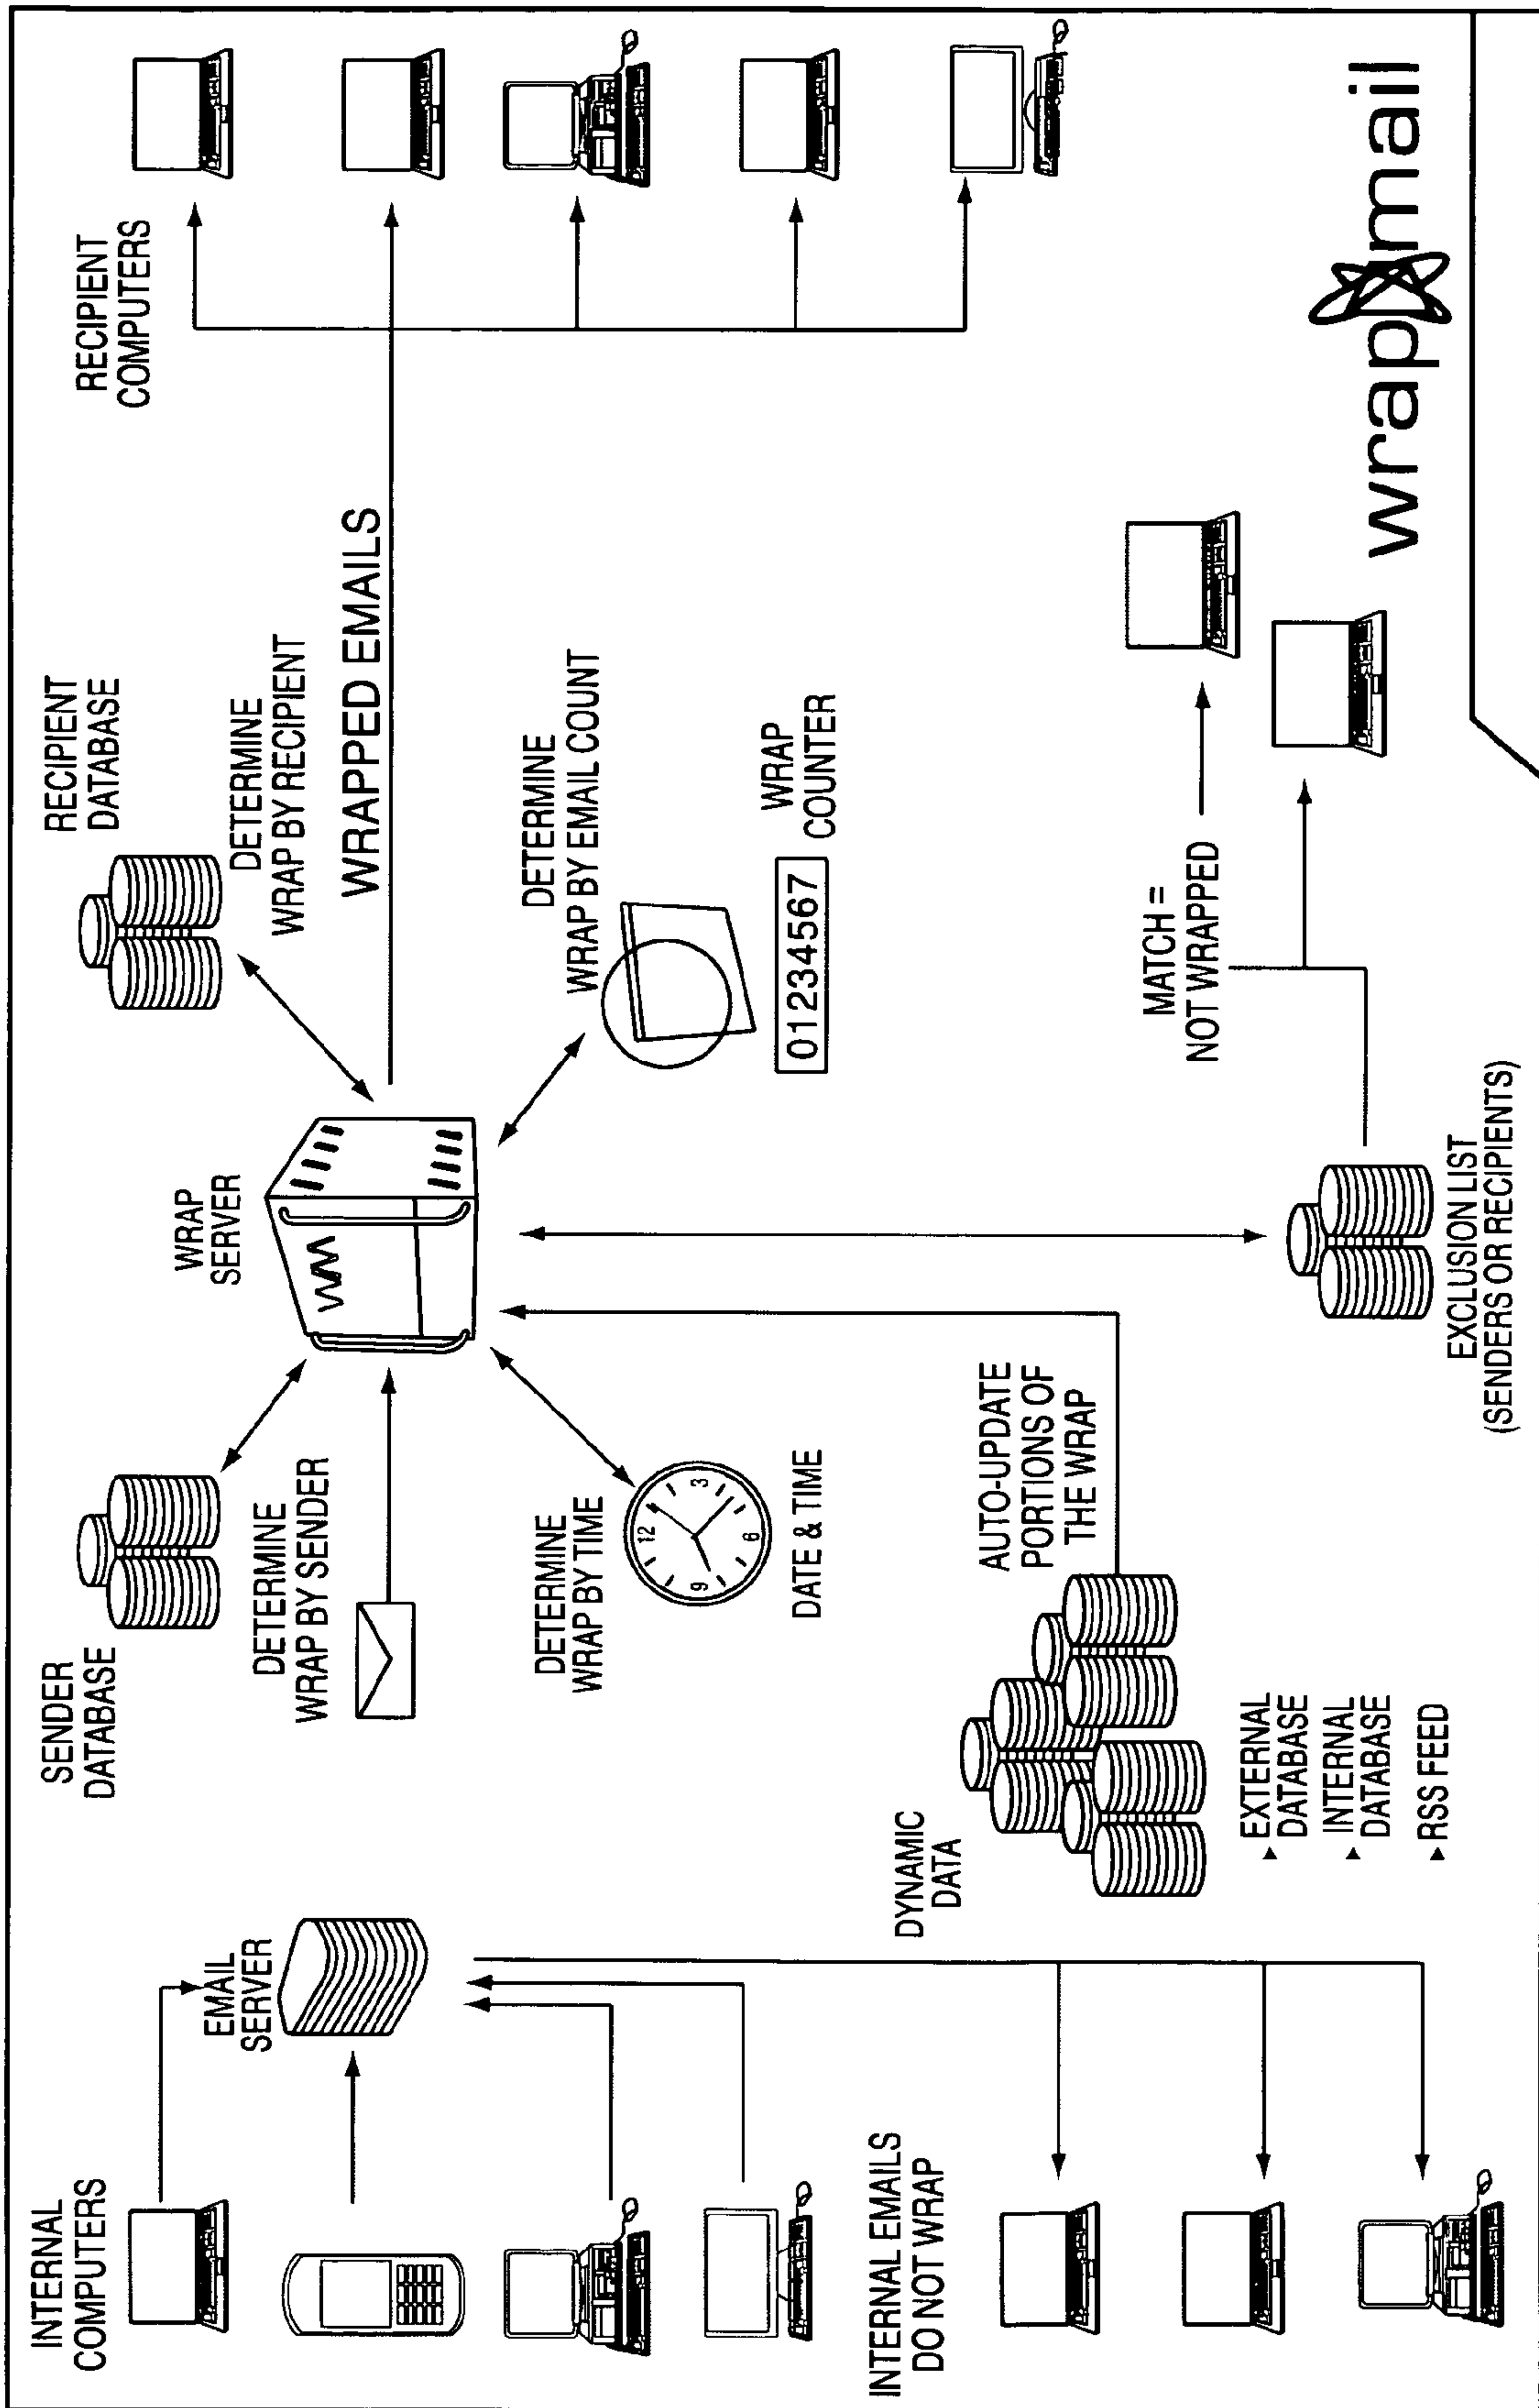 INTERNAL
COMPUTERS
EMAIL
SERVER
INTERNAL EMAILS
DO NOT WRAP
SENDER
DATABASE
DETERMINE
WRAP BY SENDER
DETERMINE
WRAP BY TIME
12
3
6
9
DATE & TIME
DYNAMIC
DATA
AUTO-UPDATE
PORTIONS OF
THE WRAP
▸ EXTERNAL
DATABASE
▸ INTERNAL
DATABASE
▸ RSS FEED
WRAP
SERVER
WM
RECIPIENT
DATABASE
DETERMINE
WRAP BY RECIPIENT
WRAPPED EMAILS
DETERMINE
WRAP BY EMAIL COUNT
WRAP
COUNTER
01234567
EXCLUSION LIST
(SENDERS OR RECIPIENTS)
MATCH =
NOT WRAPPED
RECIPIENT
COMPUTERS
wrap mail